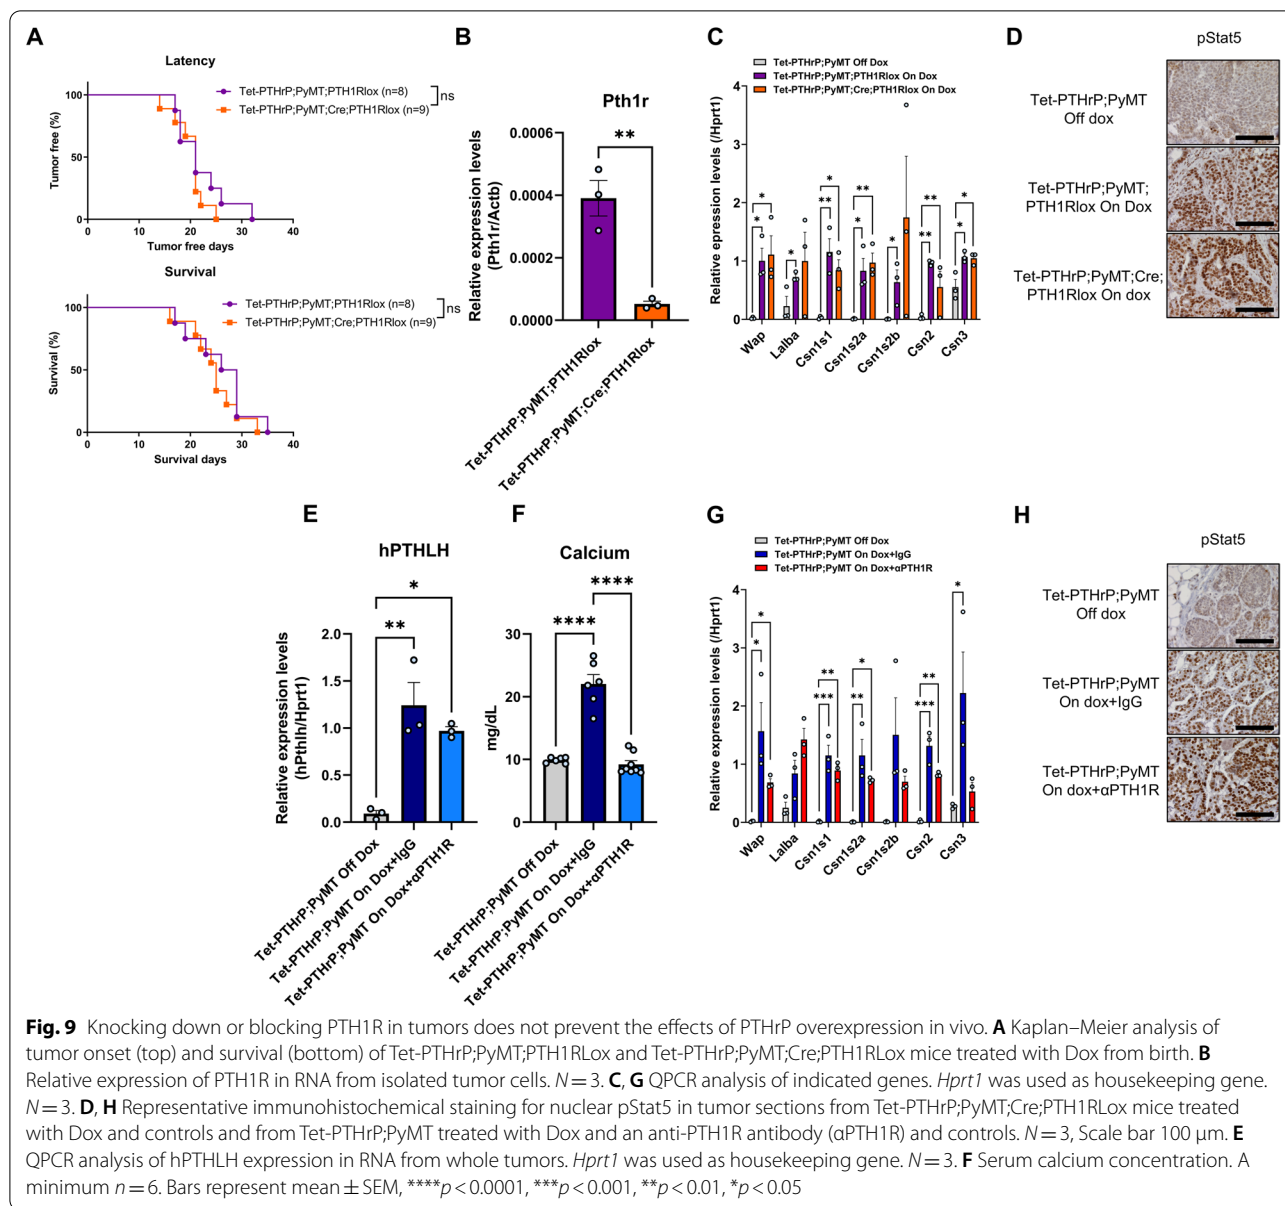 A
Latency
Tet-PTHrP;PyMT;PTH1Rlox (n=8)
Tet-PTHrP;PyMT;Cre;PTH1Rlox (n=9)
ns
Tumor free (%)
100
50
0
0 10 20 30 40
Tumor free days
Survival
Tet-PTHrP;PyMT;PTH1Rlox (n=8)
Tet-PTHrP;PyMT;Cre;PTH1Rlox (n=9)
ns
Survival (%)
100
50
0
0 10 20 30 40
Survival days
B
Pth1r
**
Relative expression levels
(Pth1r/Actb)
0.0006
0.0004
0.0002
0.0000
Tet-PTHrP;PyMT;PTH1Rlox
Tet-PTHrP;PyMT;Cre;PTH1Rlox
C
Tet-PTHrP;PyMT Off Dox
Tet-PTHrP;PyMT;PTH1Rlox On Dox
Tet-PTHrP;PyMT;Cre;PTH1Rlox On Dox
Relative epression levels (/Hprt1)
4
3
2
1
0
* * * ** * * ** * ** ** * **
Wap Lalba Csn1s1 Csn1s2a Csn1s2b Csn2 Csn3
D
pStat5
Tet-PTHrP;PyMT
Off dox
Tet-PTHrP;PyMT;
PTH1Rlox On Dox
Tet-PTHrP;PyMT;Cre;
PTH1Rlox On dox
E
hPTHLH
*
**
Relative expression levels
(hPthlh/Hprt1)
2.0
1.5
1.0
0.5
0.0
Tet-PTHrP;PyMT Off Dox
Tet-PTHrP;PyMT On Dox+IgG
Tet-PTHrP;PyMT On Dox+αPTH1R
F
Calcium
****
****
mg/dL
30
20
10
0
Tet-PTHrP;PyMT Off Dox
Tet-PTHrP;PyMT On Dox+IgG
Tet-PTHrP;PyMT On Dox+αPTH1R
G
Tet-PTHrP;PyMT Off Dox
Tet-PTHrP;PyMT On Dox+IgG
Tet-PTHrP;PyMT On Dox+αPTH1R
Relative expression levels (/Hprt1)
4
3
2
1
0
* * *** ** ** * *** ** *
Wap Lalba Csn1s1 Csn1s2a Csn1s2b Csn2 Csn3
H
pStat5
Tet-PTHrP;PyMT
Off dox
Tet-PTHrP;PyMT
On dox+IgG
Tet-PTHrP;PyMT
On dox+αPTH1R
Fig. 9 Knocking down or blocking PTH1R in tumors does not prevent the effects of PTHrP overexpression in vivo. A Kaplan–Meier analysis of
tumor onset (top) and survival (bottom) of Tet-PTHrP;PyMT;PTH1RLox and Tet-PTHrP;PyMT;Cre;PTH1RLox mice treated with Dox from birth. B
Relative expression of PTH1R in RNA from isolated tumor cells. N = 3. C, G QPCR analysis of indicated genes. Hprt1 was used as housekeeping gene.
N = 3. D, H Representative immunohistochemical staining for nuclear pStat5 in tumor sections from Tet-PTHrP;PyMT;Cre;PTH1RLox mice treated
with Dox and controls and from Tet-PTHrP;PyMT treated with Dox and an anti-PTH1R antibody (αPTH1R) and controls. N = 3, Scale bar 100 μm. E
QPCR analysis of hPTHLH expression in RNA from whole tumors. Hprt1 was used as housekeeping gene. N = 3. F Serum calcium concentration. A
minimum n = 6. Bars represent mean ± SEM, ****p < 0.0001, ***p < 0.001, **p < 0.01, *p < 0.05